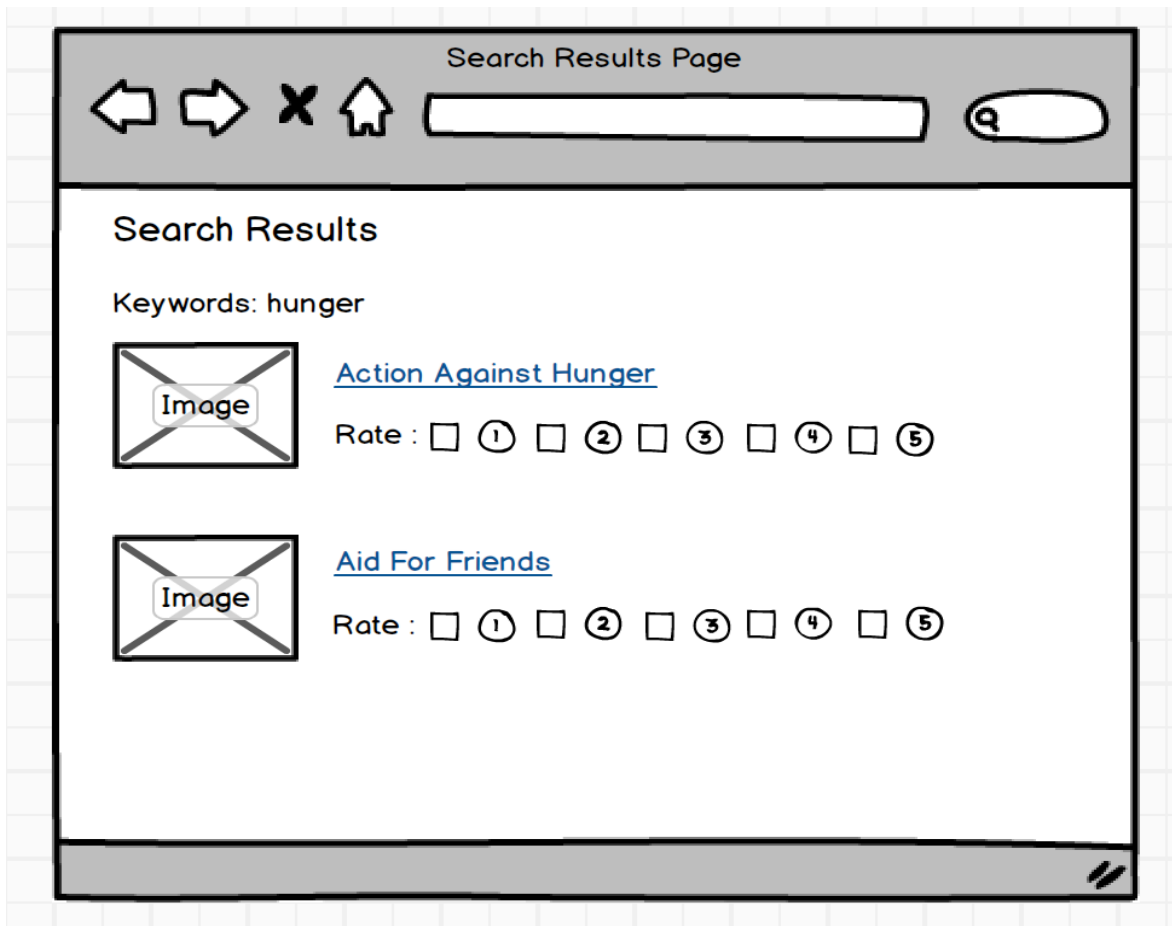 Search Results Page
Search Results
Keywords: hunger
Image
Action Against Hunger
Rate : 1 2 3 4 5
Image
Aid For Friends
Rate : 1 2 3 4 5